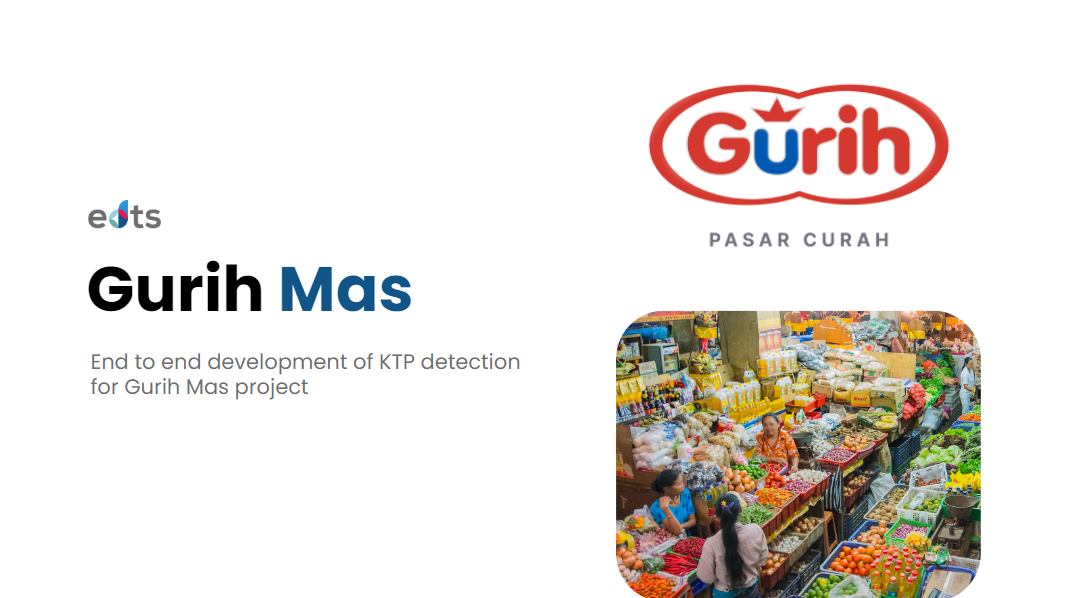 edts
Gurih Mas
End to end development of KTP detection
for Gurih Mas project
Gurih
PASAR CURAH